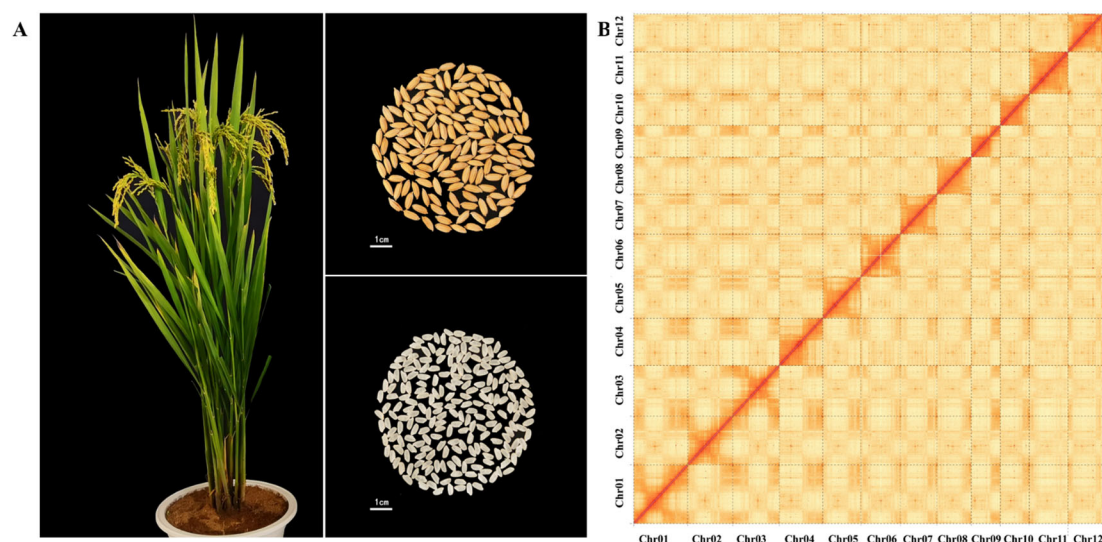 A
1cm
1cm
B
Chr12
Chr11
Chr10
Chr09
Chr08
Chr07
Chr06
Chr05
Chr04
Chr03
Chr02
Chr01
Chr01 Chr02 Chr03 Chr04 Chr05 Chr06 Chr07 Chr08 Chr09 Chr10 Chr11 Chr12